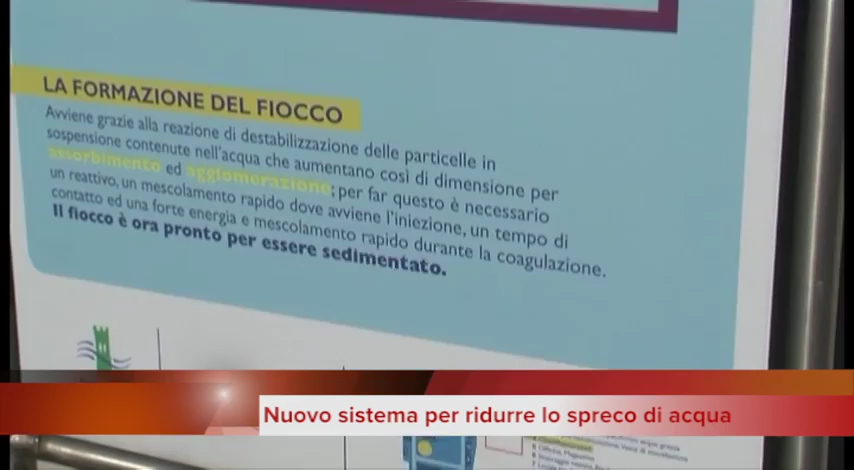 LA FORMAZIONE DEL FIOCCO
Avviene grazie alla reazione di destabilizzazione delle particelle in
sospensione contenute nell'acqua che aumentano così di dimensione per
assorbimento ed agglomerazione; per far questo è necessario
un reattivo, un mescolamento rapido dove avviene l'iniezione, un tempo di
contatto ed una forte energia e mescolamento rapido durante la coagulazione.
Il fiocco è ora pronto per essere sedimentato.
Nuovo sistema per ridurre lo spreco di acqua